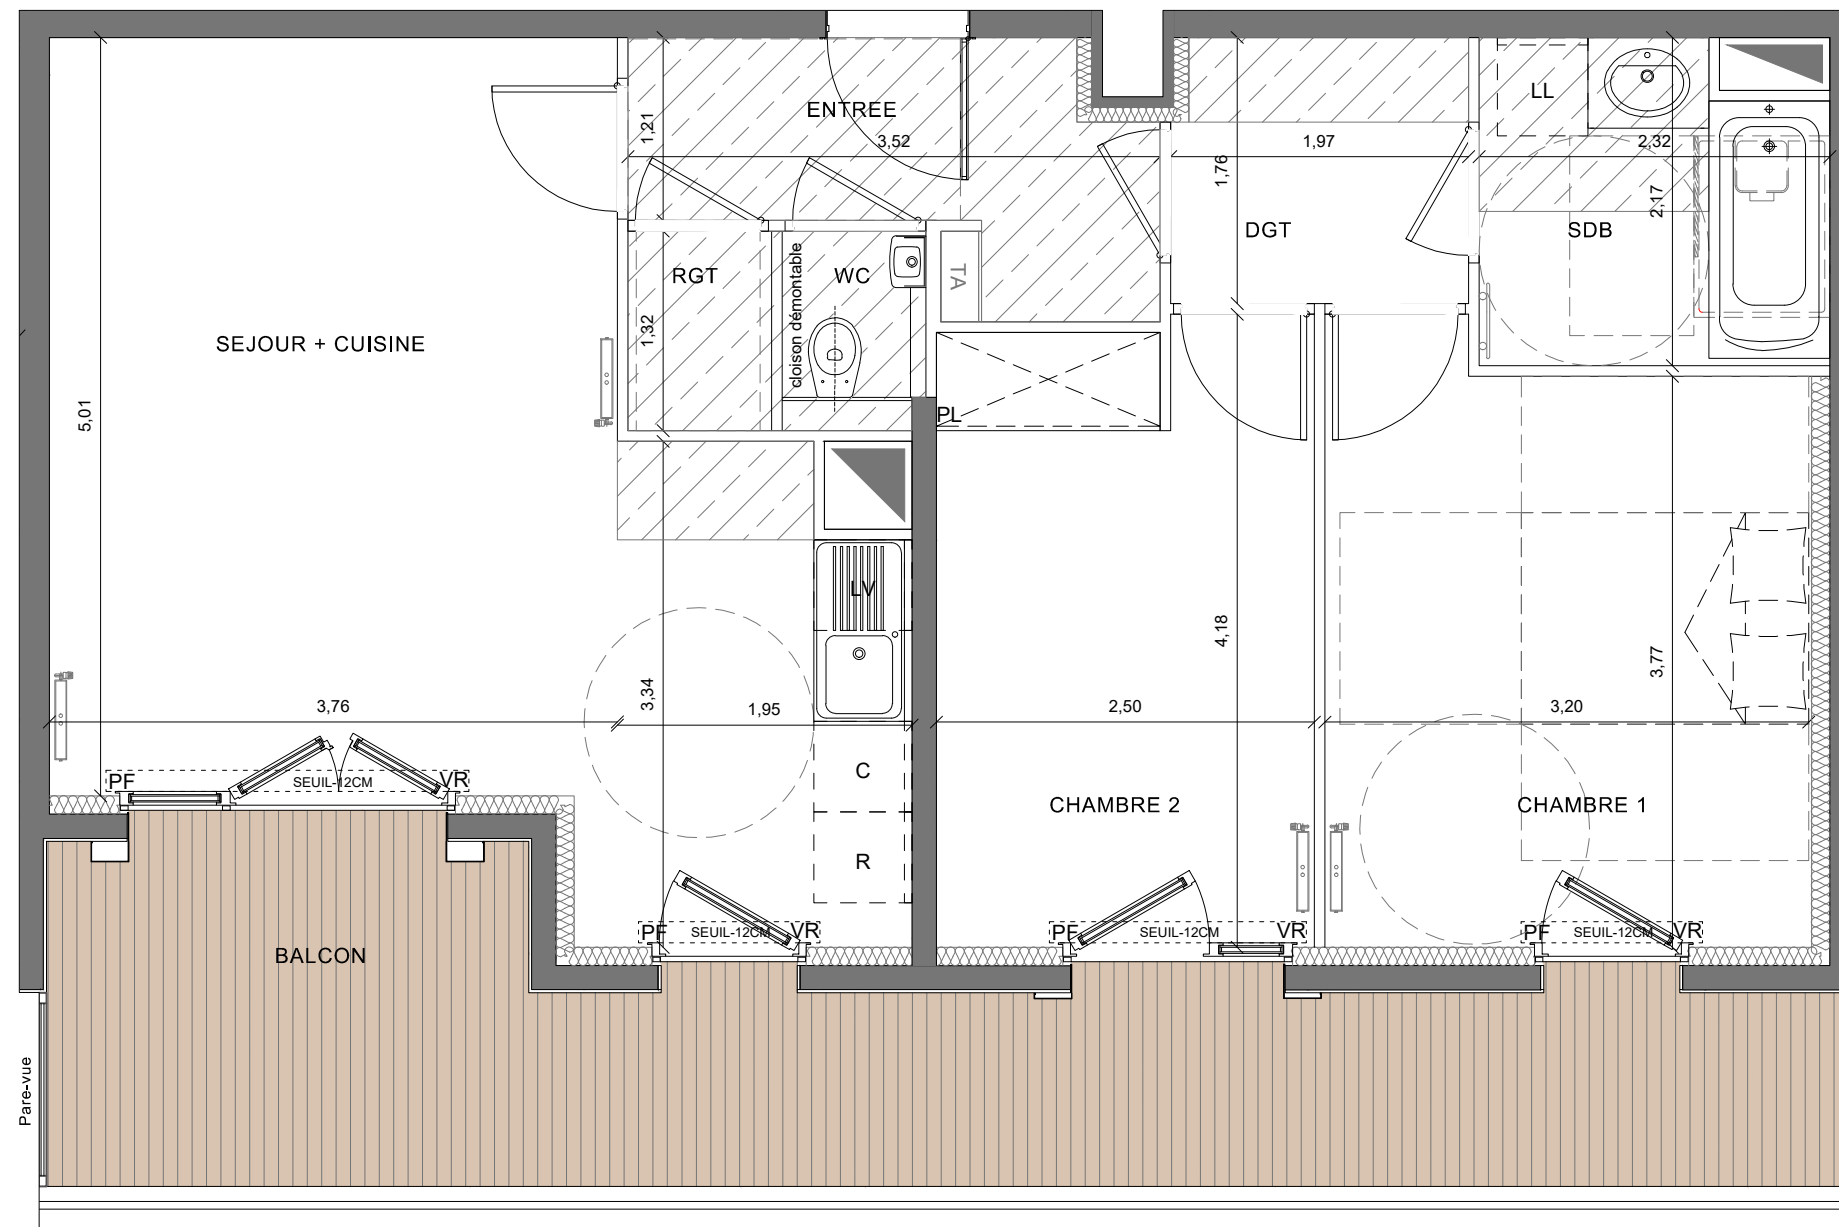 ENTREE
1,21
3,52
1,97
1,76
LL
2,32
2,17
DGT
SDB
RGT
cloison démontable
WC
TA
1,32
SEJOUR + CUISINE
5,01
PL
LV
4,18
3,77
3,34
3,76
1,95
2,50
3,20
PF
SEUIL-12CM
VR
C
CHAMBRE 2
CHAMBRE 1
R
PF
SEUIL-12CM
VR
PF
SEUIL-12CM
VR
PF
SEUIL-12CM
VR
BALCON
Pare-vue